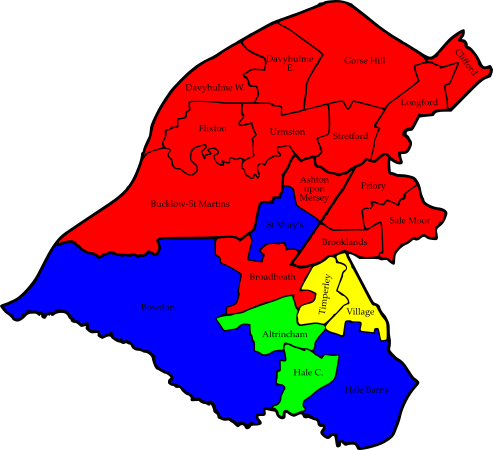 Clifford
Davyhulme
E.
Gorse Hill
Davyhulme W.
Longford
Flixton
Urmston
Stretford
Ashton
upon
Mersey
Priory
Bucklow-St Martins
Sale Moor
St Mary's
Brooklands
Broadheath
Timperley
Bowdon
Village
Altrincham
Hale C.
Hale Barns